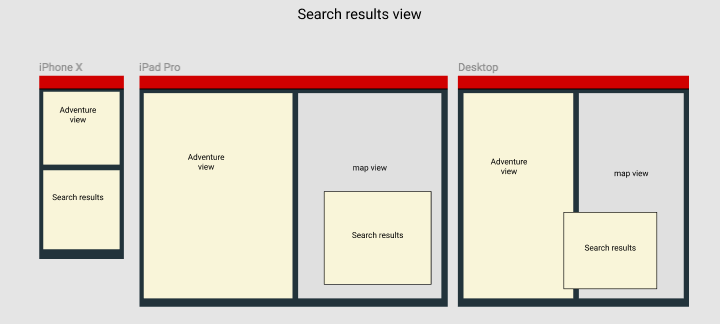 Search results view
iPhone X
iPad Pro
Desktop
Adventure
view
Search results
Adventure
view
map view
Search results
Adventure
view
map view
Search results